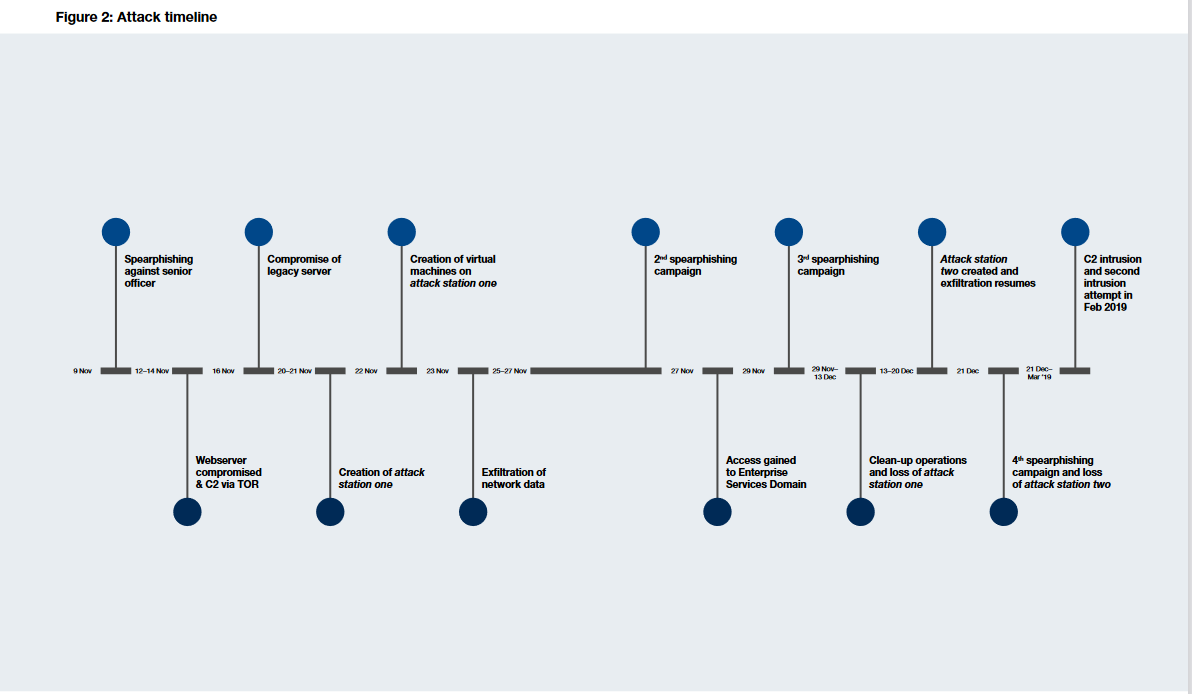 Figure 2: Attack timeline
Spearphishing
against senior
officer
Compromise of
legacy server
Creation of virtual
machines on
attack station one
2nd spearphishing
campaign
3rd spearphishing
campaign
Attack station
two created and
exfiltration resumes
C2 intrusion
and second
intrusion
attempt in
Feb 2019
9 Nov
12–14 Nov
16 Nov
20–21 Nov
22 Nov
23 Nov
25–27 Nov
27 Nov
29 Nov
29 Nov–
13 Dec
13–20 Dec
21 Dec
21 Dec–
Mar '19
Webserver
compromised
& C2 via TOR
Creation of attack
station one
Exfiltration of
network data
Access gained
to Enterprise
Services Domain
Clean-up operations
and loss of attack
station one
4th spearphishing
campaign and loss
of attack station two